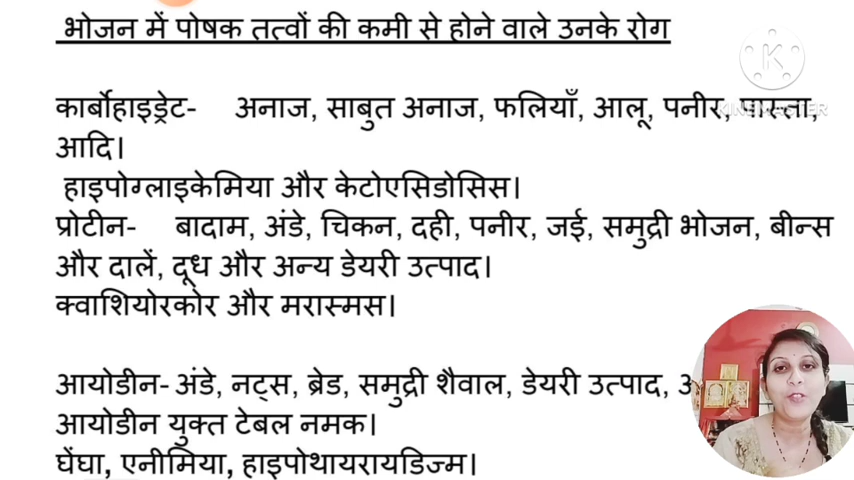 भोजन में पोषक तत्वों की कमी से होने वाले उनके रोग
K
KINEMASTER
कार्बोहाइड्रेट- अनाज, साबुत अनाज, फलियाँ, आलू, पनीर, पास्ता,
आदि।
हाइपोग्लाइकेमिया और केटोएसिडोसिस।
प्रोटीन- बादाम, अंडे, चिकन, दही, पनीर, जई, समुद्री भोजन, बीन्स
और दालें, दूध और अन्य डेयरी उत्पाद।
क्वाशियोरकोर और मरास्मस।
आयोडीन- अंडे, नट्स, ब्रेड, समुद्री शैवाल, डेयरी उत्पाद,
आयोडीन युक्त टेबल नमक।
घेंघा, एनीमिया, हाइपोथायरायडिज्म।